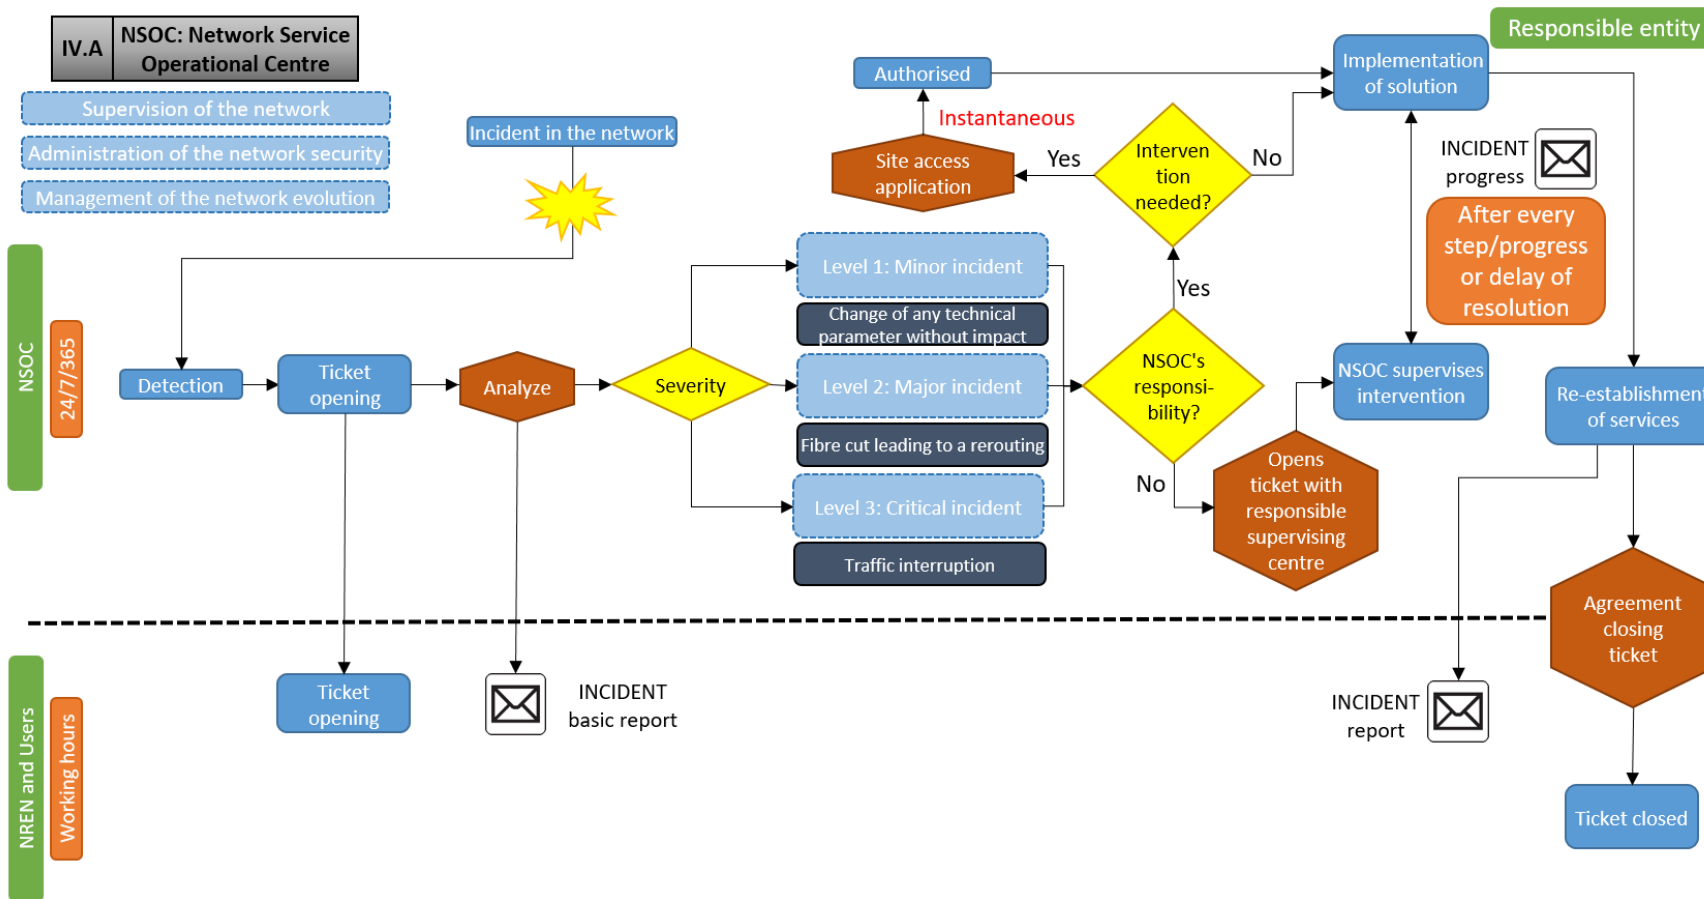 IV.A
NSOC: Network Service
Operational Centre
Supervision of the network
Administration of the network security
Management of the network evolution
Incident in the network
Authorised
Instantaneous
Site access
application
Yes
Interven
tion
needed?
No
Implementation
of solution
Responsible entity
INCIDENT
progress
After every
step/progress
or delay of
resolution
NSOC
24/7/365
Detection
Ticket
opening
Analyze
Severity
Level 1: Minor incident
Change of any technical
parameter without impact
Level 2: Major incident
Fibre cut leading to a rerouting
Level 3: Critical incident
Traffic interruption
Yes
NSOC's
responsi-
bility?
No
Opens
ticket with
responsible
supervising
centre
NSOC supervises
intervention
Re-establishment
of services
Agreement
closing
ticket
NREN and Users
Working hours
Ticket
opening
INCIDENT
basic report
INCIDENT
report
Ticket closed